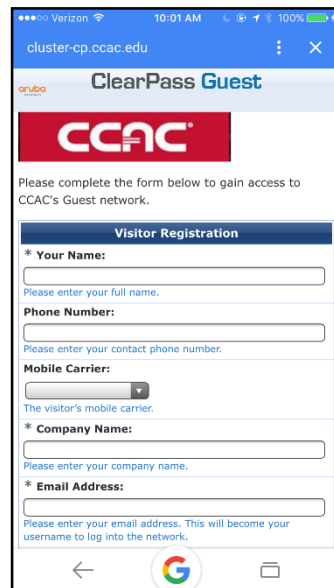 Verizon 10:01 AM 100%
cluster-cp.ccac.edu
aruba
ClearPass Guest
CCAC
Please complete the form below to gain access to
CCAC's Guest network.
Visitor Registration
* Your Name:
Please enter your full name.
Phone Number:
Please enter your contact phone number.
Mobile Carrier:
The visitor's mobile carrier.
* Company Name:
Please enter your company name.
* Email Address:
Please enter your email address. This will become your
username to log into the network.
G